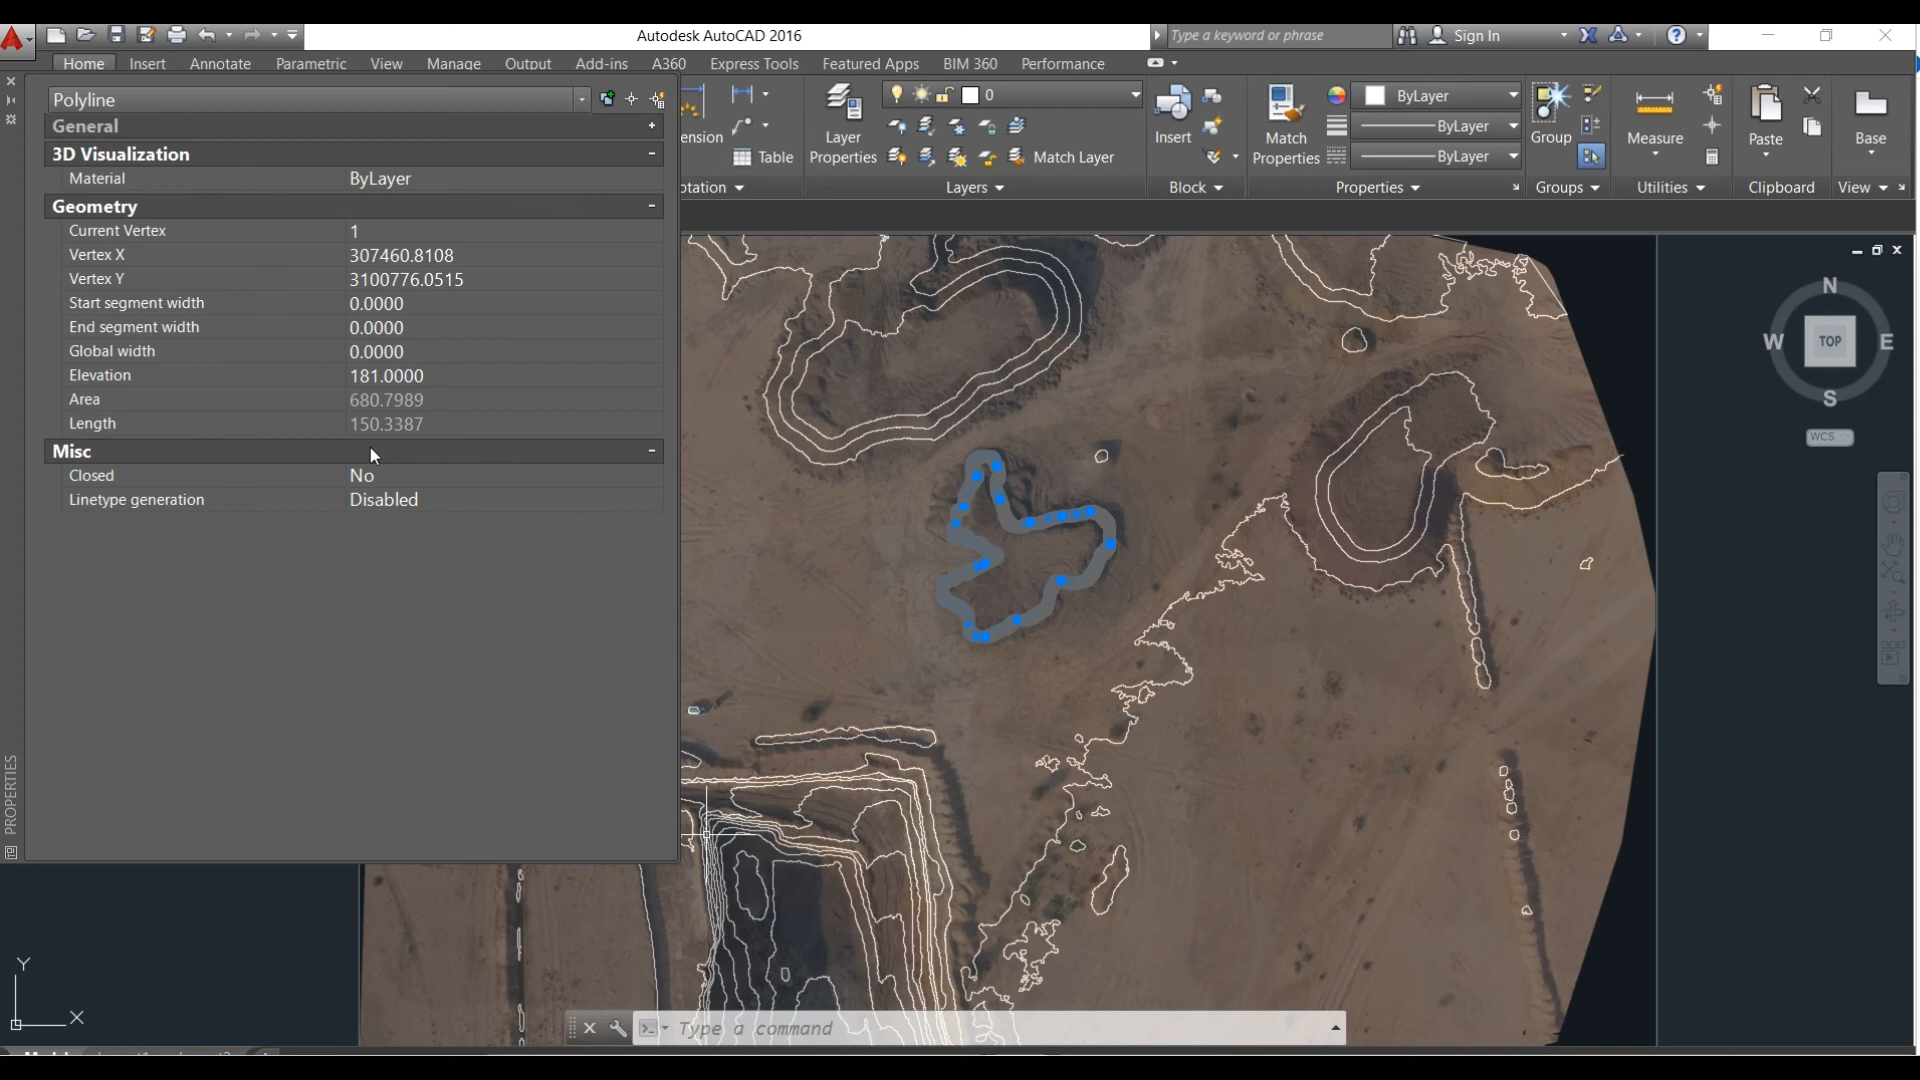 Autodesk AutoCAD 2016
Type a keyword or phrase
Sign In
Home Insert Annotate Parametric View Manage Output Add-ins A360 Express Tools Featured Apps BIM 360 Performance
Polyline
General
3D Visualization
Material ByLayer
Geometry
Current Vertex 1
Vertex X 307460.8108
Vertex Y 3100776.0515
Start segment width 0.0000
End segment width 0.0000
Global width 0.0000
Elevation 181.0000
Area 680.7989
Length 150.3387
Misc
Closed No
Linetype generation Disabled
PROPERTIES
ension
Table
otation
Layer Properties
0
Match Layer
Layers
Insert
Block
Match Properties
ByLayer
ByLayer
ByLayer
Properties
Group
Groups
Measure
Utilities
Paste
Clipboard
Base
View
N
W TOP E
S
WCS
Y
X
Type a command